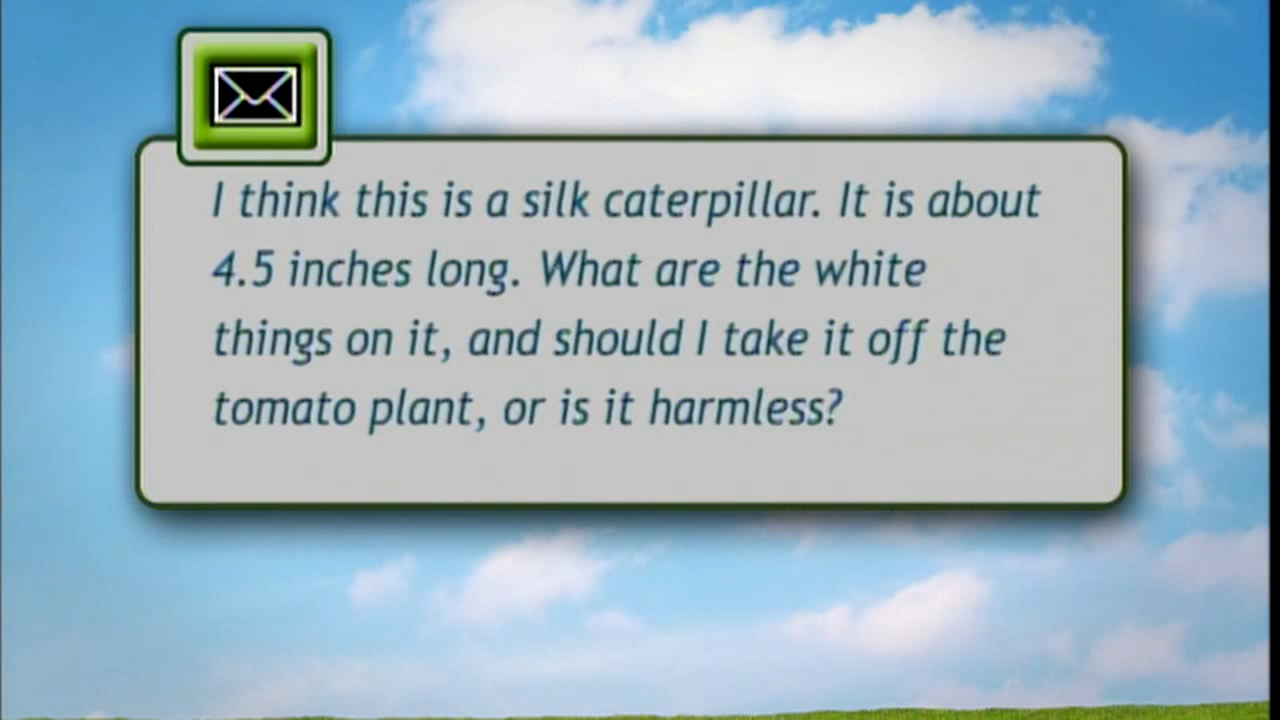 I think this is a silk caterpillar. It is about
4.5 inches long. What are the white
things on it, and should I take it off the
tomato plant, or is it harmless?